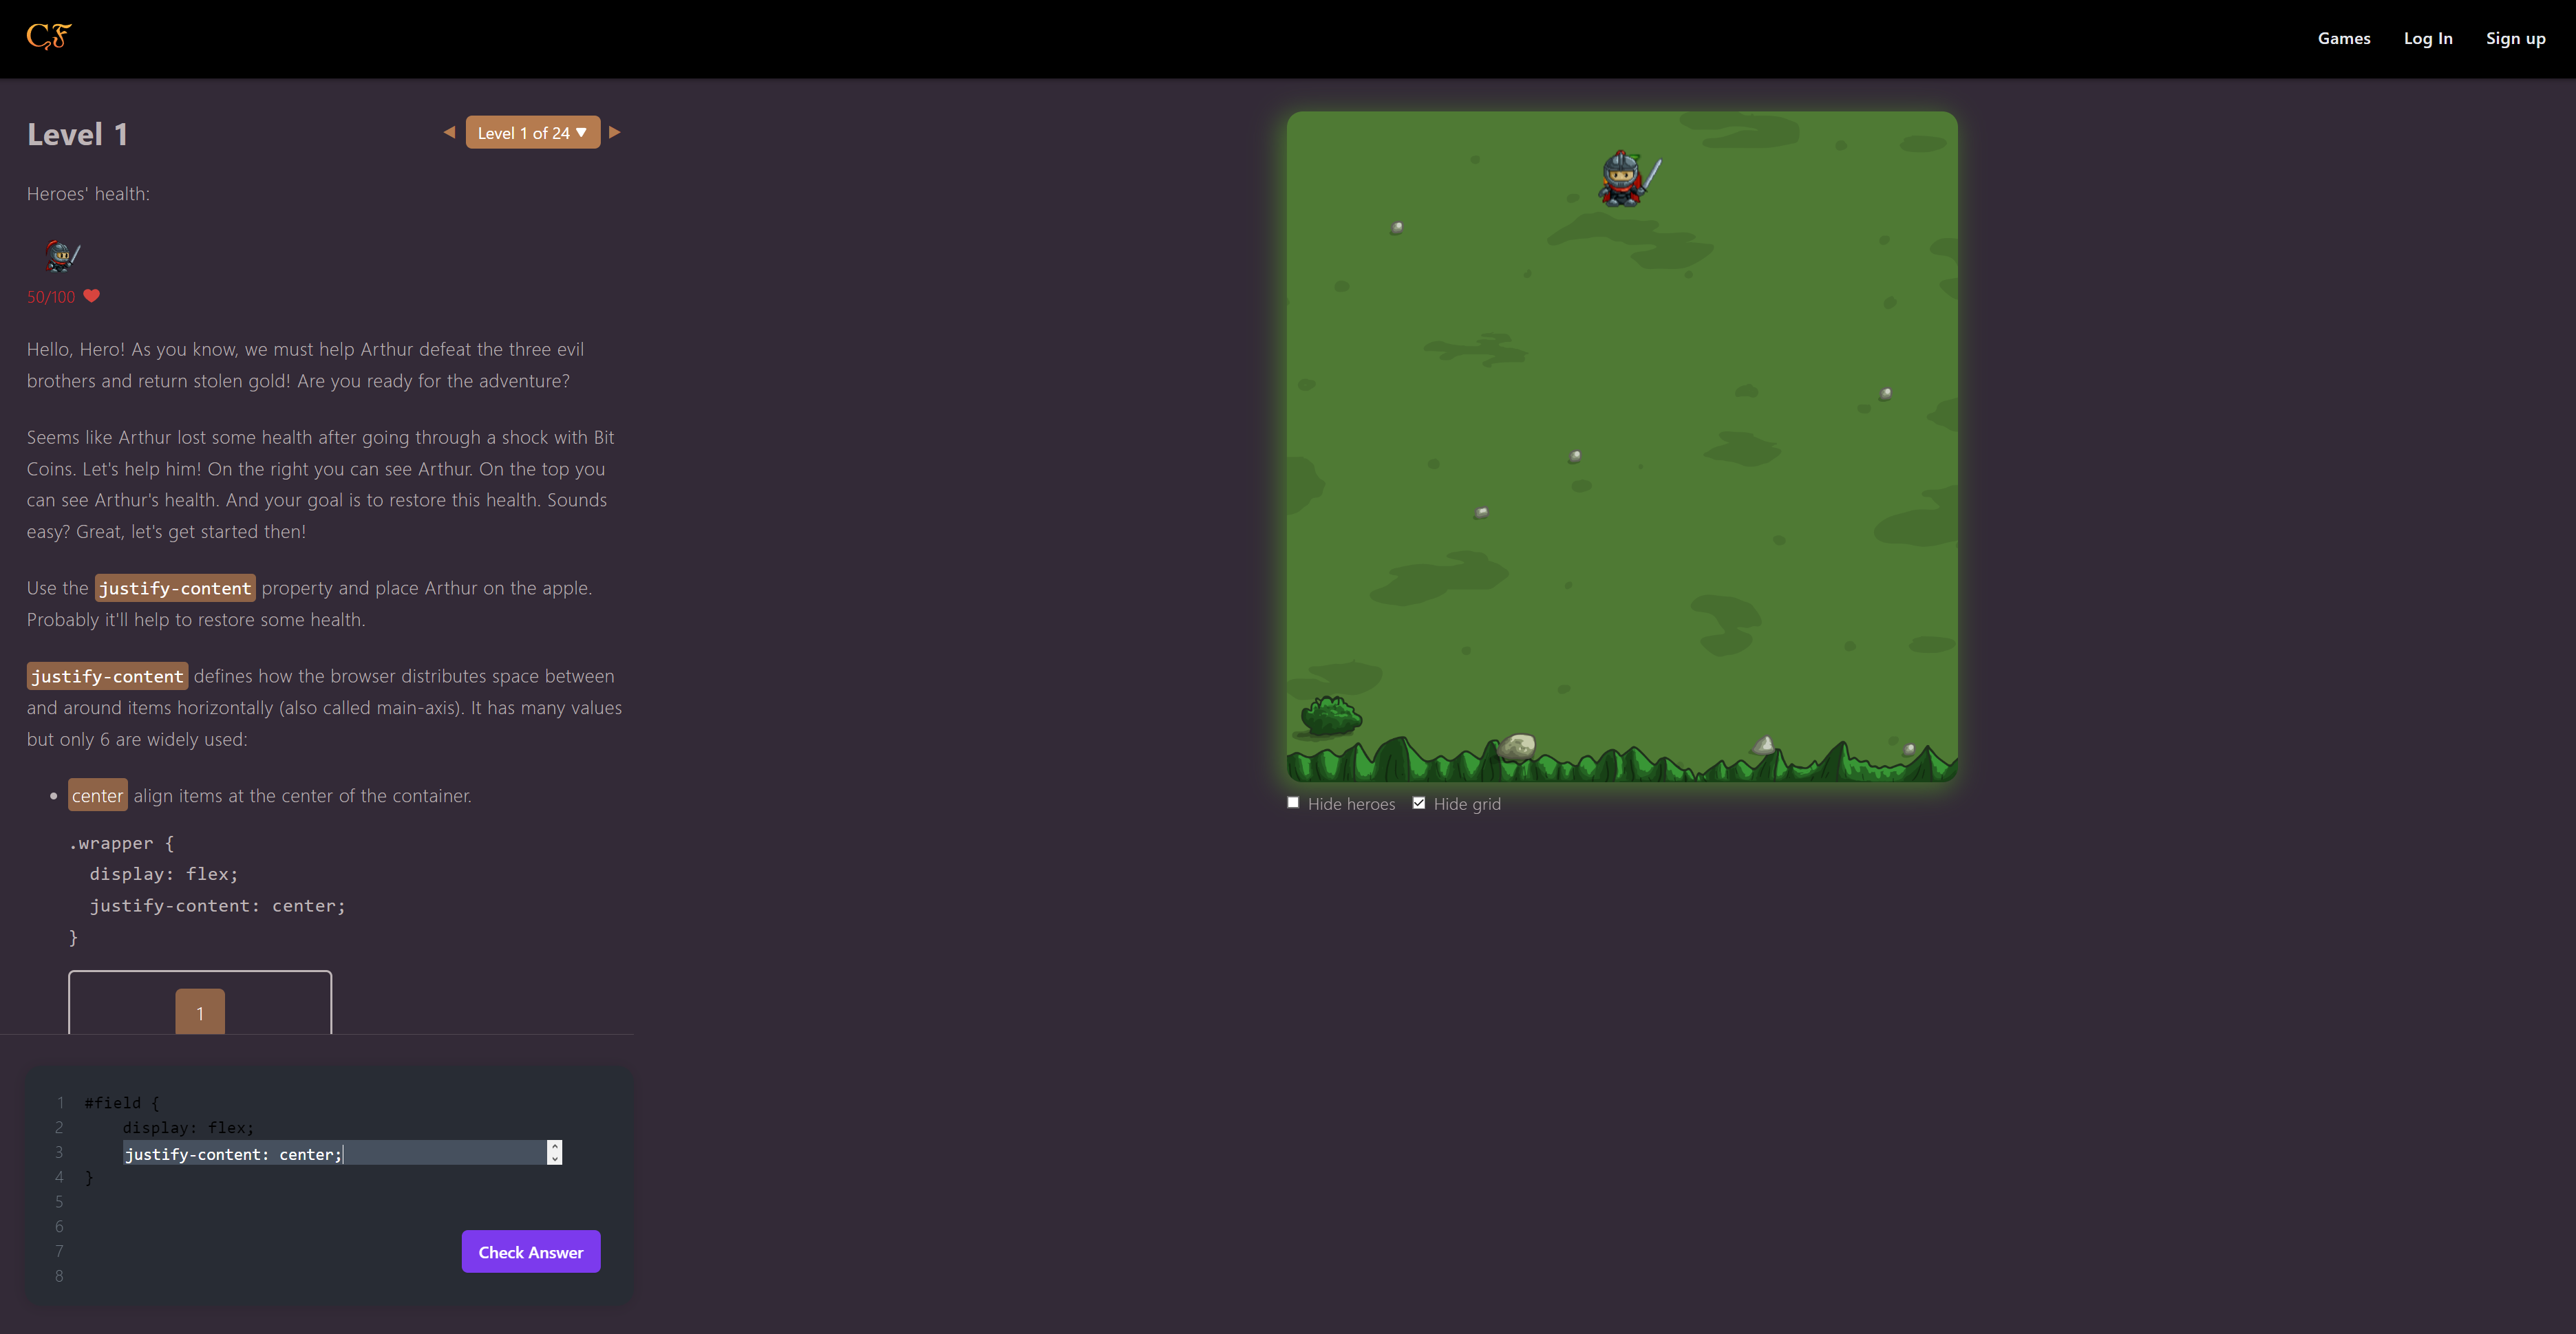 CF
Games Log In Sign up
Level 1
◀ Level 1 of 24 ▼ ▶
Heroes' health:
50/100
Hello, Hero! As you know, we must help Arthur defeat the three evil
brothers and return stolen gold! Are you ready for the adventure?
Seems like Arthur lost some health after going through a shock with Bit
Coins. Let's help him! On the right you can see Arthur. On the top you
can see Arthur's health. And your goal is to restore this health. Sounds
easy? Great, let's get started then!
Use the justify-content property and place Arthur on the apple.
Probably it'll help to restore some health.
justify-content defines how the browser distributes space between
and around items horizontally (also called main-axis). It has many values
but only 6 are widely used:
• center align items at the center of the container.
.wrapper {
display: flex;
justify-content: center;
}
1
1 #field {
2 display: flex;
3 justify-content: center;
4 }
5
6
7
8
Check Answer
Hide heroes Hide grid